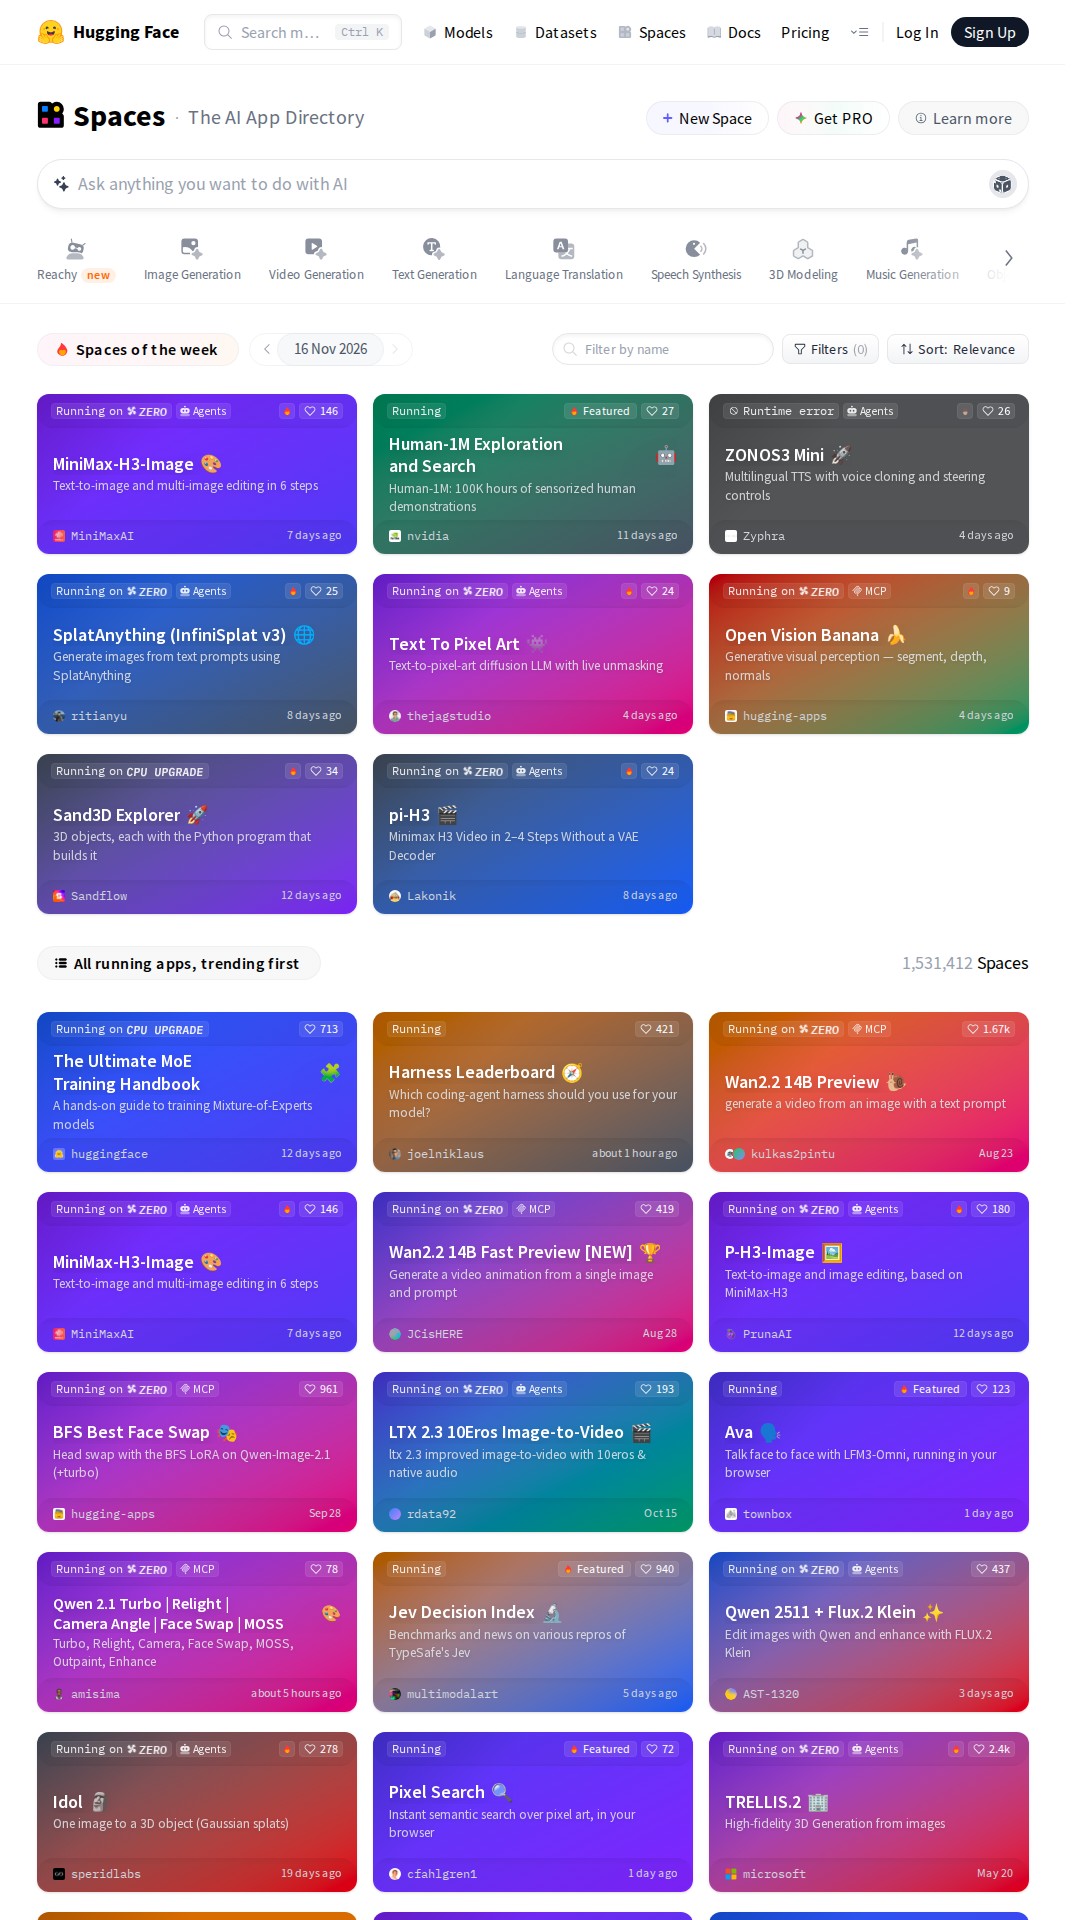 Hugging Face
Search m...
Ctrl K
Models
Datasets
Spaces
Docs
Pricing
Log In
Sign Up
Spaces · The AI App Directory
New Space
Get PRO
Learn more
Ask anything you want to do with AI
Reachy new
Image Generation
Video Generation
Text Generation
Language Translation
Speech Synthesis
3D Modeling
Music Generation
Spaces of the week
16 Nov 2026
Filter by name
Filters (0)
Sort: Relevance
Running on ZERO Agents 146
MiniMax-H3-Image
Text-to-image and multi-image editing in 6 steps
MiniMaxAI 7 days ago
Running Featured 27
Human-1M Exploration
and Search
Human-1M: 100K hours of sensorized human
demonstrations
nvidia 11 days ago
Runtime error Agents 26
ZONOS3 Mini
Multilingual TTS with voice cloning and steering
controls
Zyphra 4 days ago
Running on ZERO Agents 25
SplatAnything (InfiniSplat v3)
Generate images from text prompts using
SplatAnything
ritianyu 8 days ago
Running on ZERO Agents 24
Text To Pixel Art
Text-to-pixel-art diffusion LLM with live unmasking
thejagstudio 4 days ago
Running on ZERO MCP 9
Open Vision Banana
Generative visual perception — segment, depth,
normals
hugging-apps 4 days ago
Running on CPU UPGRADE 34
Sand3D Explorer
3D objects, each with the Python program that
builds it
Sandflow 12 days ago
Running on ZERO Agents 24
pi-H3
Minimax H3 Video in 2–4 Steps Without a VAE
Decoder
Lakonik 8 days ago
All running apps, trending first
1,531,412 Spaces
Running on CPU UPGRADE 713
The Ultimate MoE
Training Handbook
A hands-on guide to training Mixture-of-Experts
models
huggingface 12 days ago
Running 421
Harness Leaderboard
Which coding-agent harness should you use for your
model?
joelniklaus about 1 hour ago
Running on ZERO MCP 1.67k
Wan2.2 14B Preview
generate a video from an image with a text prompt
kulkas2pintu Aug 23
Running on ZERO Agents 146
MiniMax-H3-Image
Text-to-image and multi-image editing in 6 steps
MiniMaxAI 7 days ago
Running on ZERO MCP 419
Wan2.2 14B Fast Preview [NEW]
Generate a video animation from a single image
and prompt
JCisHERE Aug 28
Running on ZERO Agents 180
P-H3-Image
Text-to-image and image editing, based on
MiniMax-H3
PrunaAI 12 days ago
Running on ZERO MCP 961
BFS Best Face Swap
Head swap with the BFS LoRA on Qwen-Image-2.1
(+turbo)
hugging-apps Sep 28
Running on ZERO Agents 193
LTX 2.3 10Eros Image-to-Video
ltx 2.3 improved image-to-video with 10eros &
native audio
rdata92 Oct 15
Running Featured 123
Ava
Talk face to face with LFM3-Omni, running in your
browser
townbox 1 day ago
Running on ZERO MCP 78
Qwen 2.1 Turbo | Relight |
Camera Angle | Face Swap | MOSS
Turbo, Relight, Camera, Face Swap, MOSS,
Outpaint, Enhance
amisima about 5 hours ago
Running Featured 940
Jev Decision Index
Benchmarks and news on various repros of
TypeSafe's Jev
multimodalart 5 days ago
Running on ZERO Agents 437
Qwen 2511 + Flux.2 Klein
Edit images with Qwen and enhance with FLUX.2
Klein
AST-1320 3 days ago
Running on ZERO Agents 278
Idol
One image to a 3D object (Gaussian splats)
speridlabs 19 days ago
Running Featured 72
Pixel Search
Instant semantic search over pixel art, in your
browser
cfahlgren1 1 day ago
Running on ZERO Agents 2.4k
TRELLIS.2
High-fidelity 3D Generation from images
microsoft May 20